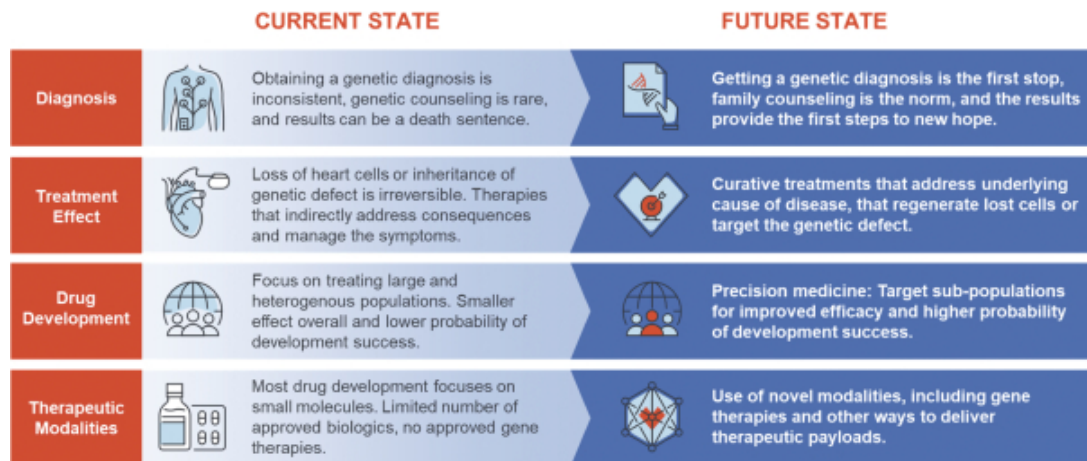 CURRENT STATE
FUTURE STATE
Diagnosis
Obtaining a genetic diagnosis is
inconsistent, genetic counseling is rare,
and results can be a death sentence.
Getting a genetic diagnosis is the first stop,
family counseling is the norm, and the results
provide the first steps to new hope.
Treatment
Effect
Loss of heart cells or inheritance of
genetic defect is irreversible. Therapies
that indirectly address consequences
and manage the symptoms.
Curative treatments that address underlying
cause of disease, that regenerate lost cells or
target the genetic defect.
Drug
Development
Focus on treating large and
heterogenous populations. Smaller
effect overall and lower probability of
development success.
Precision medicine: Target sub-populations
for improved efficacy and higher probability
of development success.
Therapeutic
Modalities
Most drug development focuses on
small molecules. Limited number of
approved biologics, no approved gene
therapies.
Use of novel modalities, including gene
therapies and other ways to deliver
therapeutic payloads.